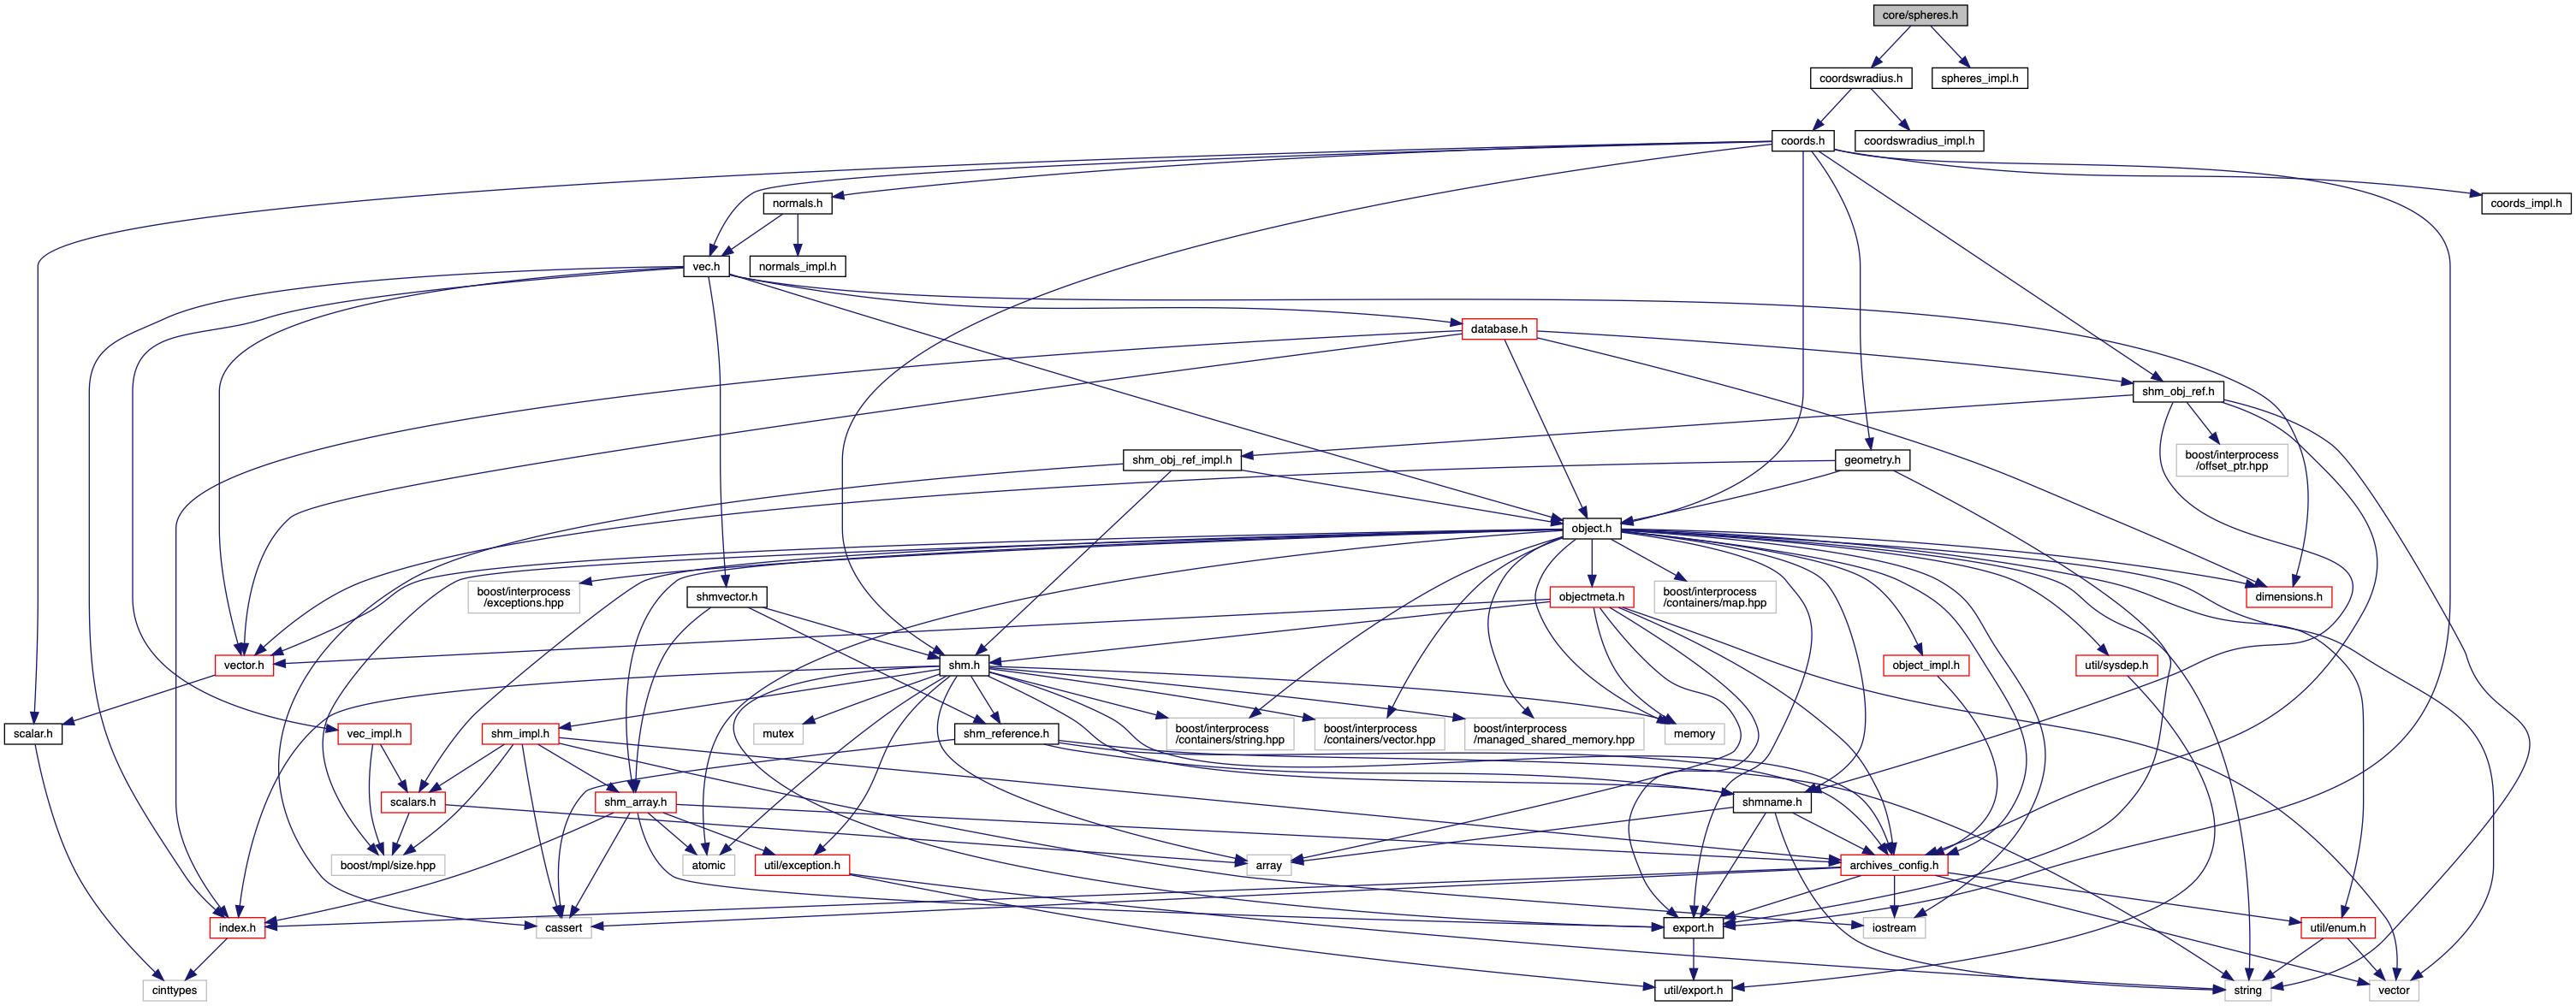 core/spheres.h
coordswradius.h
spheres_impl.h
coords.h
coordswradius_impl.h
normals.h
coords_impl.h
vec.h
normals_impl.h
database.h
shm_obj_ref.h
shm_obj_ref_impl.h
geometry.h
boost/interprocess
/offset_ptr.hpp
object.h
boost/interprocess
/exceptions.hpp
shmvector.h
objectmeta.h
boost/interprocess
/containers/map.hpp
dimensions.h
vector.h
shm.h
object_impl.h
util/sysdep.h
scalar.h
vec_impl.h
shm_impl.h
mutex
shm_reference.h
boost/interprocess
/containers/string.hpp
boost/interprocess
/containers/vector.hpp
boost/interprocess
/managed_shared_memory.hpp
memory
scalars.h
shm_array.h
shmname.h
boost/mpl/size.hpp
atomic
util/exception.h
array
archives_config.h
index.h
cassert
export.h
iostream
util/enum.h
cinttypes
util/export.h
string
vector